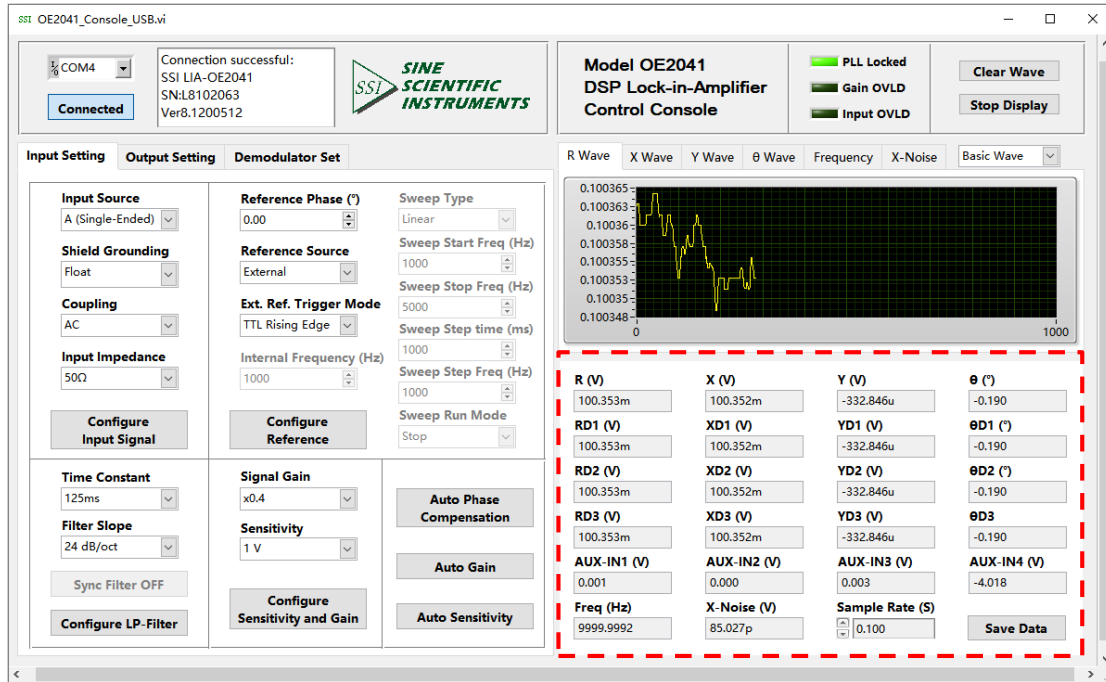 SSI OE2041_Console_USB.vi
COM4
Connected
Connection successful:
SSI LIA-OE2041
SN:L8102063
Ver8.1200512
SSI
SINE
SCIENTIFIC
INSTRUMENTS
Model OE2041
DSP Lock-in-Amplifier
Control Console
PLL Locked
Gain OVLD
Input OVLD
Clear Wave
Stop Display
Input Setting Output Setting Demodulator Set
Input Source
A (Single-Ended)
Shield Grounding
Float
Coupling
AC
Input Impedance
50Ω
Configure
Input Signal
Reference Phase (°)
0.00
Reference Source
External
Ext. Ref. Trigger Mode
TTL Rising Edge
Internal Frequency (Hz)
1000
Configure
Reference
Sweep Type
Linear
Sweep Start Freq (Hz)
1000
Sweep Stop Freq (Hz)
5000
Sweep Step time (ms)
1000
Sweep Step Freq (Hz)
1000
Sweep Run Mode
Stop
Time Constant
125ms
Filter Slope
24 dB/oct
Sync Filter OFF
Configure LP-Filter
Signal Gain
x0.4
Sensitivity
1 V
Configure
Sensitivity and Gain
Auto Phase
Compensation
Auto Gain
Auto Sensitivity
R Wave X Wave Y Wave θ Wave Frequency X-Noise Basic Wave
0.100365
0.100363
0.10036
0.100358
0.100355
0.100353
0.10035
0.100348
0 1000
R (V) X (V) Y (V) θ (°)
100.353m 100.352m -332.846u -0.190
RD1 (V) XD1 (V) YD1 (V) θD1 (°)
100.353m 100.352m -332.846u -0.190
RD2 (V) XD2 (V) YD2 (V) θD2 (°)
100.353m 100.352m -332.846u -0.190
RD3 (V) XD3 (V) YD3 (V) θD3
100.353m 100.352m -332.846u -0.190
AUX-IN1 (V) AUX-IN2 (V) AUX-IN3 (V) AUX-IN4 (V)
0.001 0.000 0.003 -4.018
Freq (Hz) X-Noise (V) Sample Rate (S)
9999.9992 85.027p 0.100 Save Data